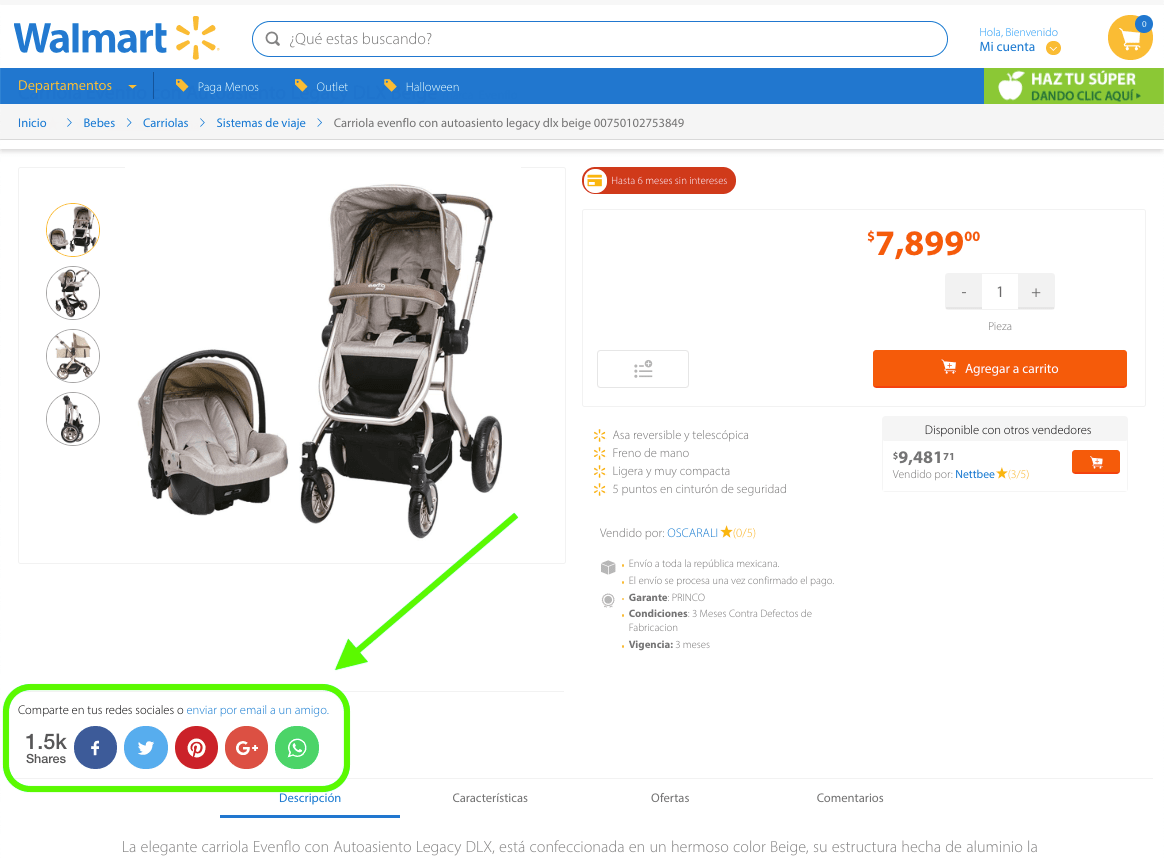 Walmart
¿Qué estas buscando?
Hola, Bienvenido
Mi cuenta
0
Departamentos
Paga Menos
Outlet
Halloween
HAZ TU SÚPER
DANDO CLIC AQUÍ
Inicio > Bebes > Carriolas > Sistemas de viaje > Carriola evenflo con autoasiento legacy dlx beige 00750102753849
Hasta 6 meses sin intereses
$7,899.00
- 1 +
Pieza
Agregar a carrito
Asa reversible y telescópica
Freno de mano
Ligera y muy compacta
5 puntos en cinturón de seguridad
Disponible con otros vendedores
$9,481.71
Vendido por: Nettbee (3/5)
Vendido por: OSCARALI (0/5)
Envío a toda la república mexicana.
El envío se procesa una vez confirmado el pago.
Garante: PRINCO
Condiciones: 3 Meses Contra Defectos de
Fabricacion
Vigencia: 3 meses
Comparte en tus redes sociales o enviar por email a un amigo.
1.5k
Shares
f
G+
Descripción
Características
Ofertas
Comentarios
La elegante carriola Evenflo con Autoasiento Legacy DLX, está confeccionada en un hermoso color Beige, su estructura hecha de aluminio la